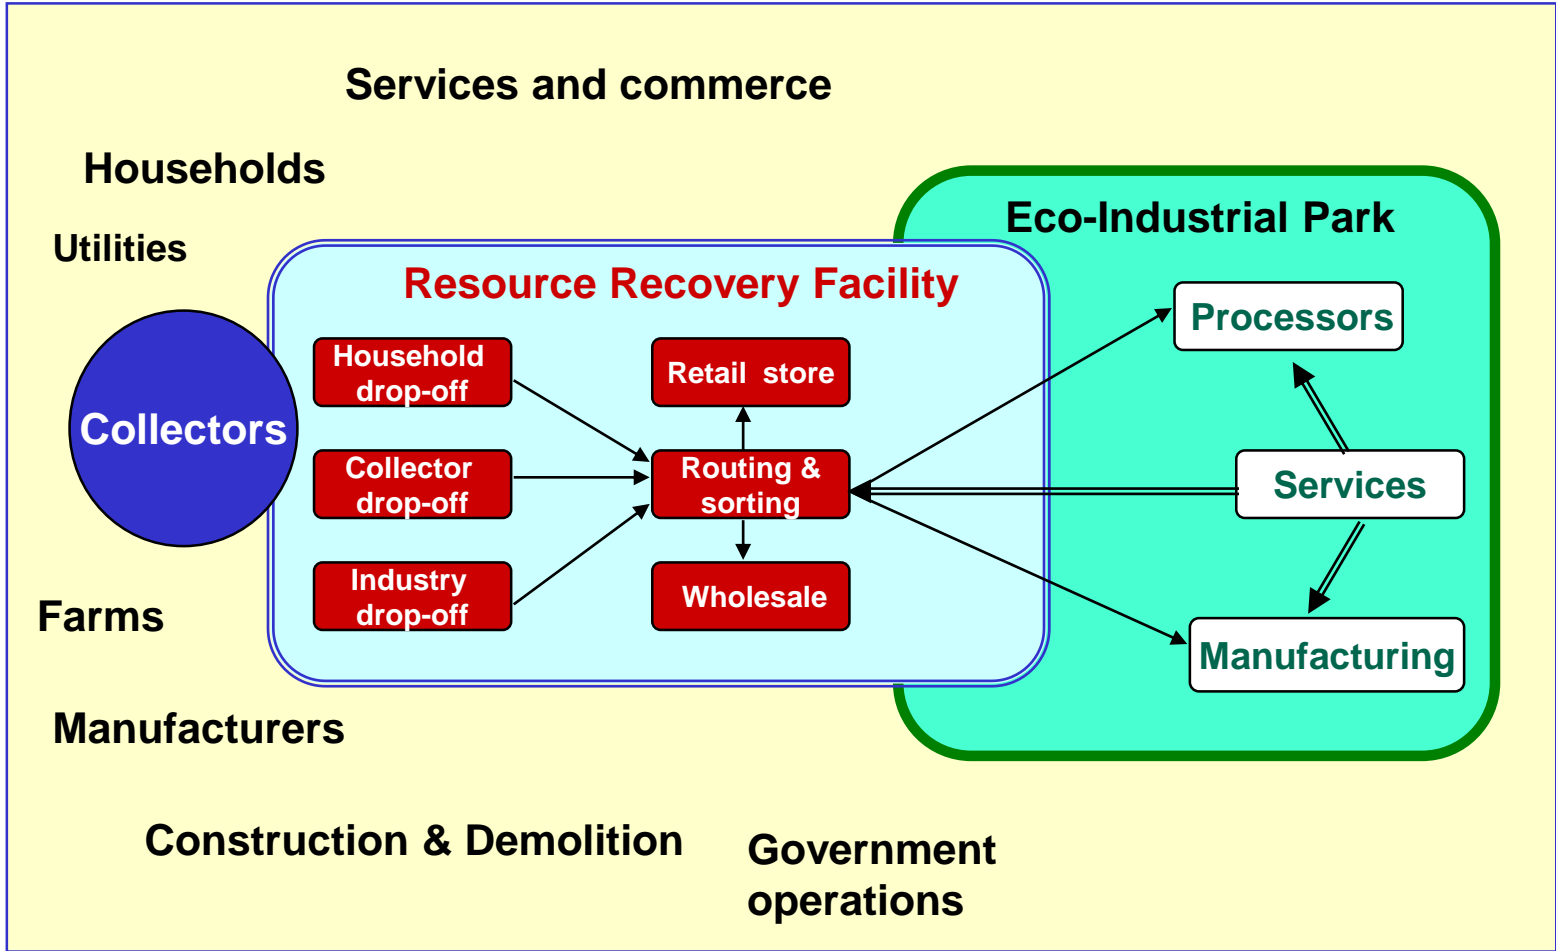 Services and commerce
Households
Eco-Industrial Park
Utilities
Resource Recovery Facility
Processors
Household
drop-off
Retail store
Collectors
Collector
drop-off
Routing &
sorting
Services
Industry
drop-off
Wholesale
Farms
Manufacturing
Manufacturers
Construction & Demolition
Government
operations